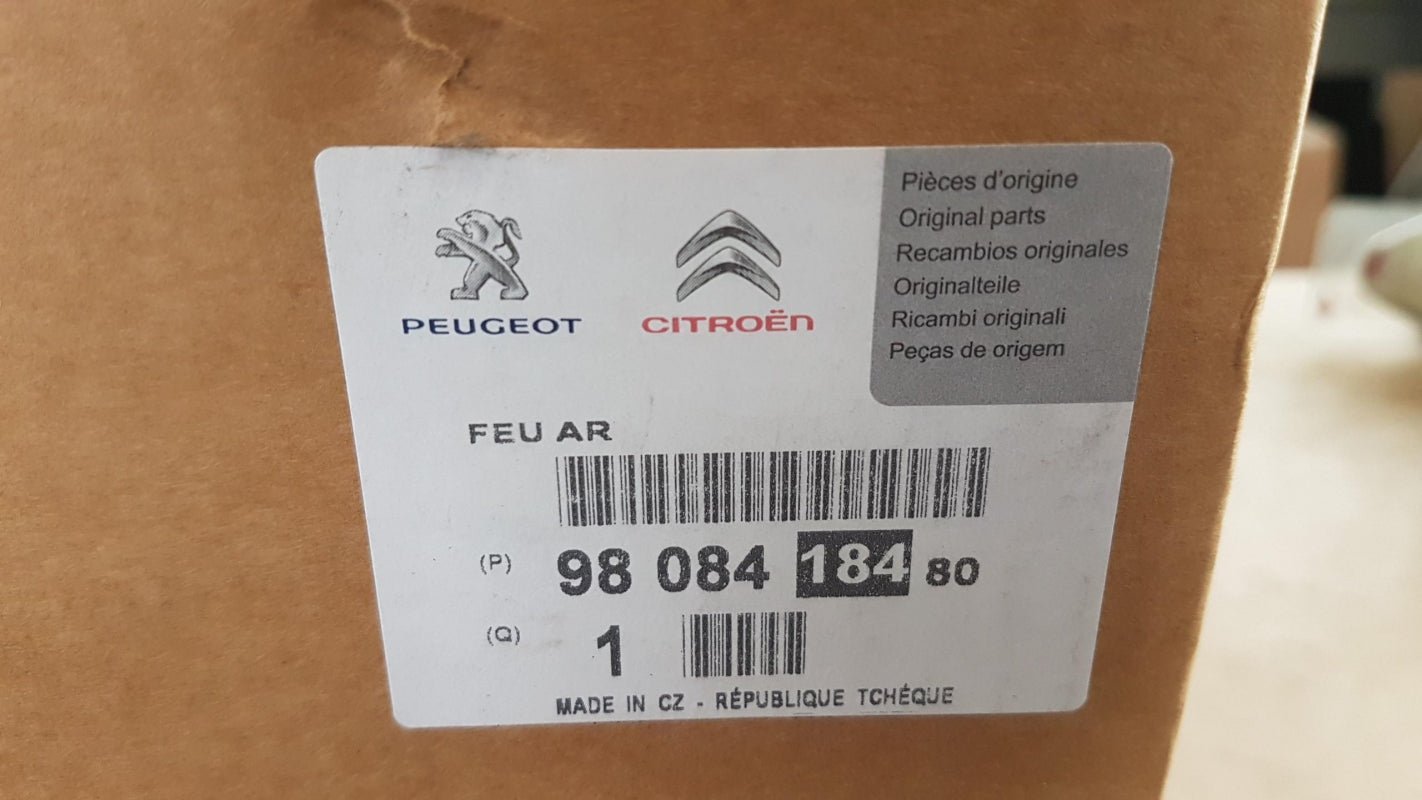 PEUGEOT
CITROËN
Pièces d'origine
Original parts
Recambios originales
Originalteile
Ricambi originali
Peças de origem
FEU AR
(P) 98 084 184 80
(Q) 1
MADE IN CZ - RÉPUBLIQUE TCHÉQUE